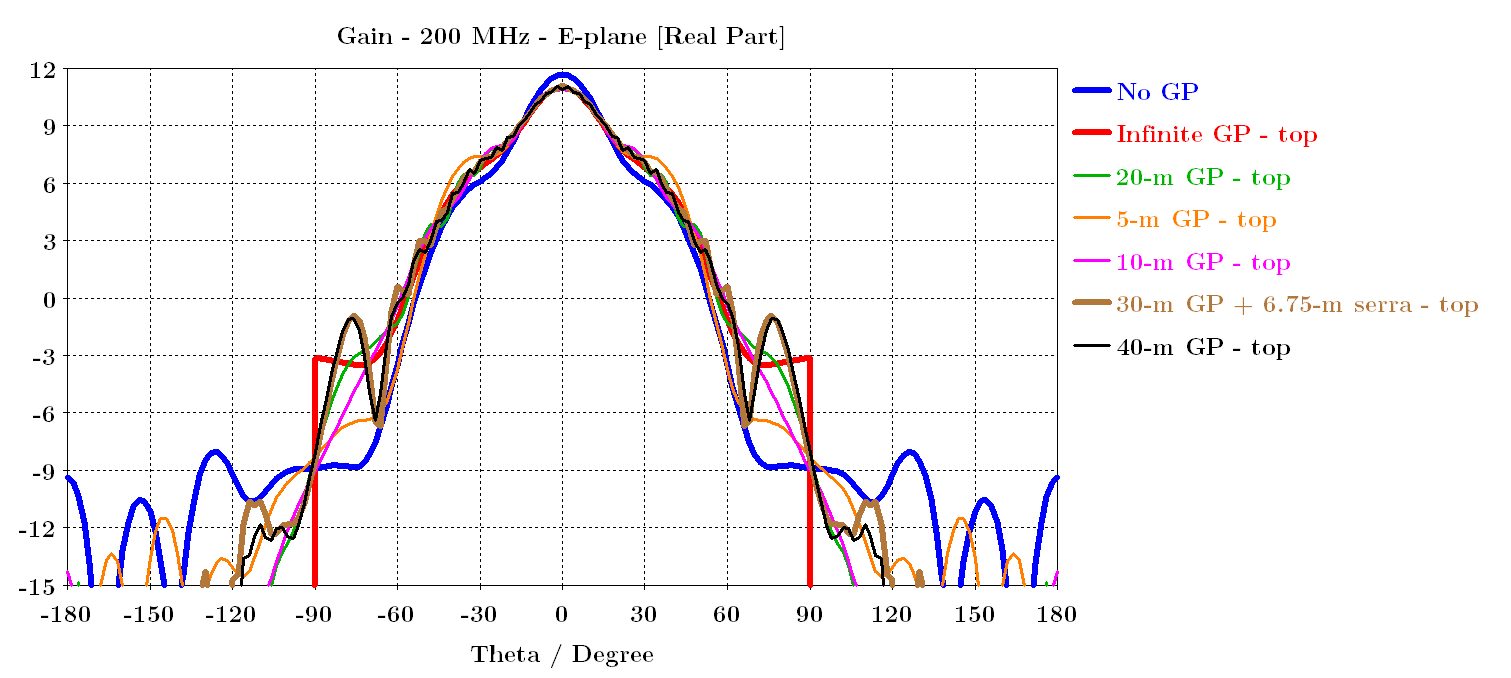 Gain - 200 MHz - E-plane [Real Part]
12
9
6
3
0
-3
-6
-9
-12
-15
-180 -150 -120 -90 -60 -30 0 30 60 90 120 150 180
Theta / Degree
No GP
Infinite GP - top
20-m GP - top
5-m GP - top
10-m GP - top
30-m GP + 6.75-m serra - top
40-m GP - top